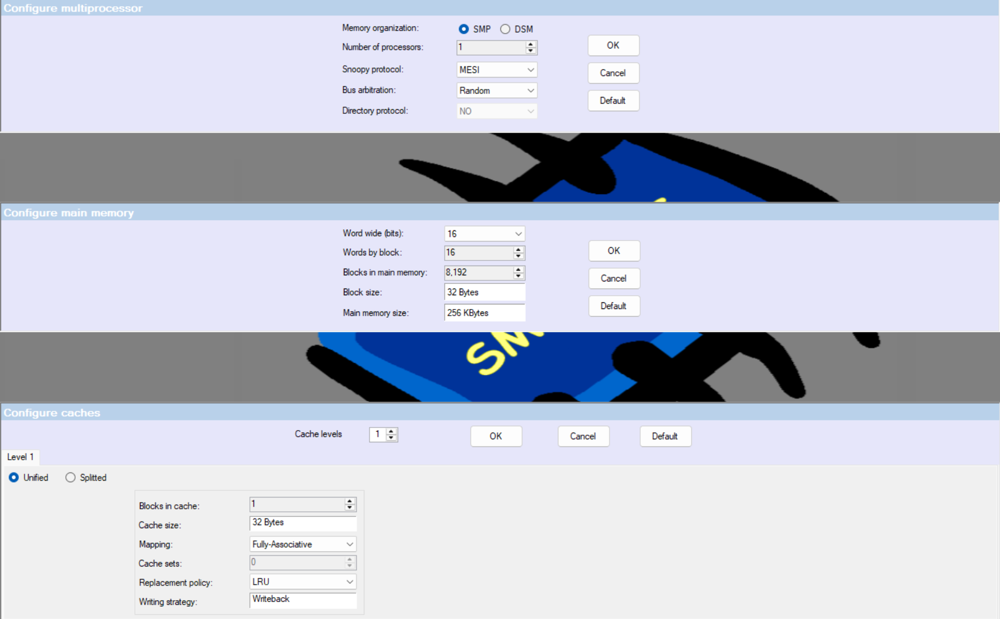 Configure multiprocessor
Memory organization: SMP DSM
Number of processors: 1
OK
Snoopy protocol: MESI
Cancel
Bus arbitration: Random
Default
Directory protocol: NO
Configure main memory
Word wide (bits): 16
Words by block: 16
OK
Blocks in main memory: 8,192
Cancel
Block size: 32 Bytes
Default
Main memory size: 256 KBytes
SM
Configure caches
Cache levels 1 OK Cancel Default
Level 1
Unified Splitted
Blocks in cache: 1
Cache size: 32 Bytes
Mapping: Fully-Associative
Cache sets: 0
Replacement policy: LRU
Writing strategy: Writeback